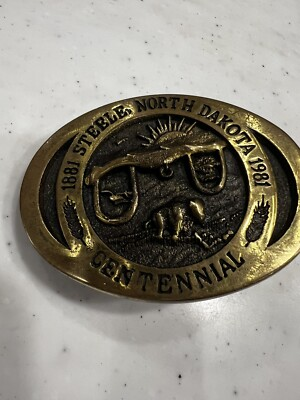 1881 STEELE, NORTH DAKOTA 1981
CENTENNIAL